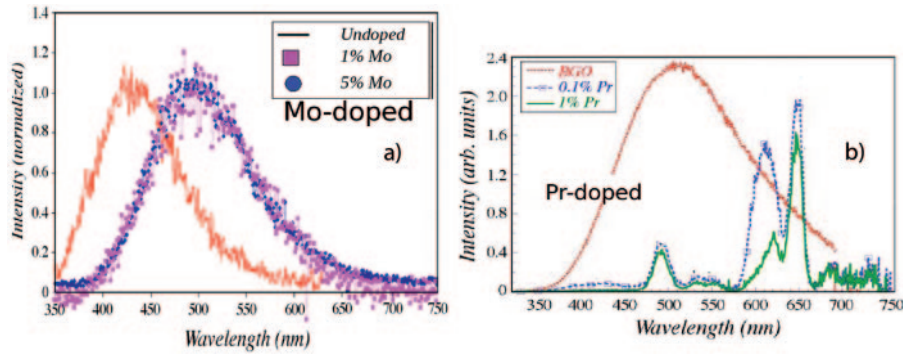 1.4
1.2
1.0
0.8
0.6
0.4
0.2
0
350
450
500
550
600
650
700
750
Intensity (normalized)
Wavelength (nm)
Undoped
1% Mo
5% Mo
Mo-doped
a)
2.4
2.0
1.6
1.2
0.8
0.4
0
350
400
450
500
550
600
650
700
750
Intensity (arb. units)
Wavelength (nm)
BGO
0.1% Pr
1% Pr
Pr-doped
b)